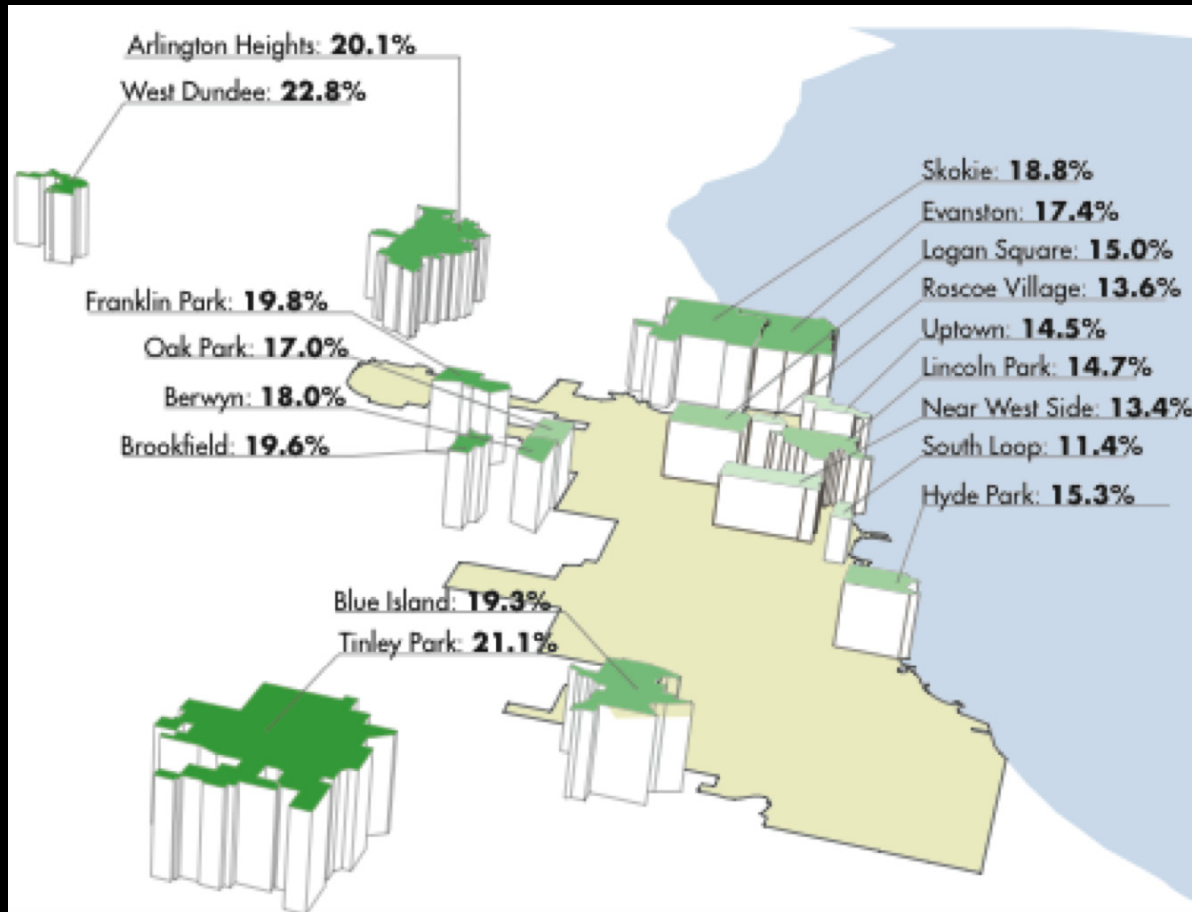 Arlington Heights: 20.1%
West Dundee: 22.8%
Skokie: 18.8%
Evanston: 17.4%
Logan Square: 15.0%
Roscoe Village: 13.6%
Uptown: 14.5%
Lincoln Park: 14.7%
Near West Side: 13.4%
South Loop: 11.4%
Hyde Park: 15.3%
Franklin Park: 19.8%
Oak Park: 17.0%
Berwyn: 18.0%
Brookfield: 19.6%
Blue Island: 19.3%
Tinley Park: 21.1%